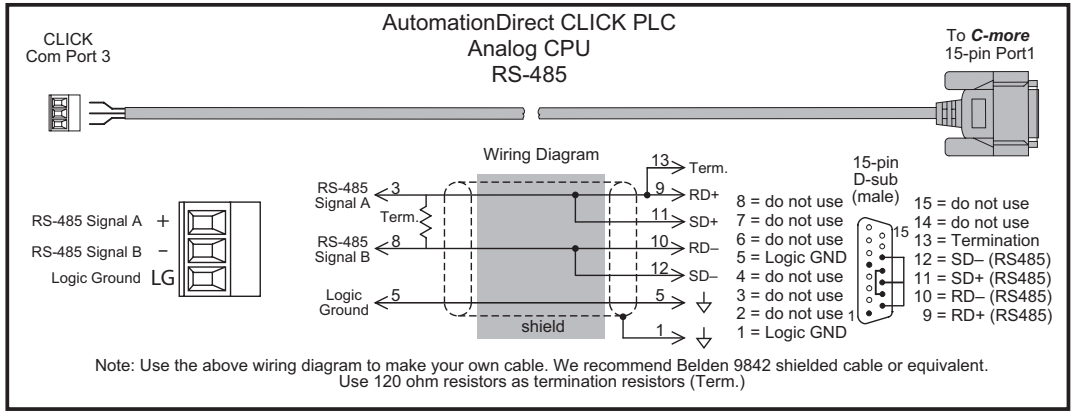 AutomationDirect CLICK PLC
Analog CPU
RS-485
CLICK
Com Port 3
To C-more
15-pin Port1
Wiring Diagram
RS-485 Signal A +
RS-485 Signal B –
Logic Ground LG
RS-485
Signal A
3
Term.
RS-485
Signal B
8
Logic
Ground
5
shield
13 Term.
9 RD+
11 SD+
10 RD–
12 SD–
5
1
8 = do not use
7 = do not use
6 = do not use
5 = Logic GND
4 = do not use
3 = do not use
2 = do not use
1 = Logic GND
15-pin
D-sub
(male)
15
1
15 = do not use
14 = do not use
13 = Termination
12 = SD– (RS485)
11 = SD+ (RS485)
10 = RD– (RS485)
9 = RD+ (RS485)
Note: Use the above wiring diagram to make your own cable. We recommend Belden 9842 shielded cable or equivalent.
Use 120 ohm resistors as termination resistors (Term.)